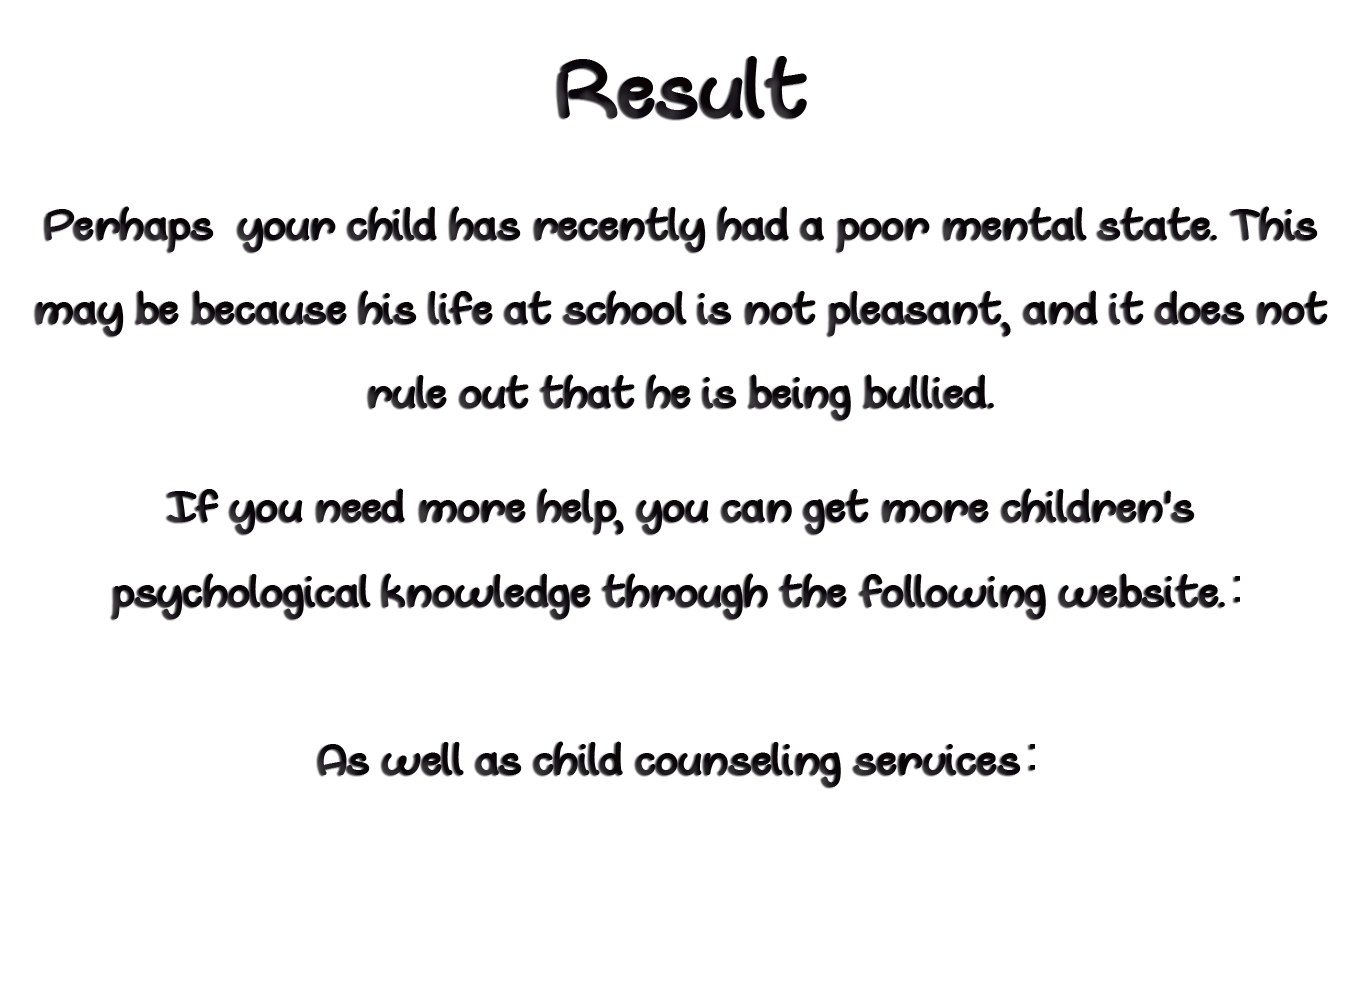 Result
Perhaps  your child has recently had a poor mental state. This
may be because his life at school is not pleasant, and it does not
rule out that he is being bullied.
If you need more help, you can get more children's
psychological knowledge through the following website.:
As well as child counseling services: